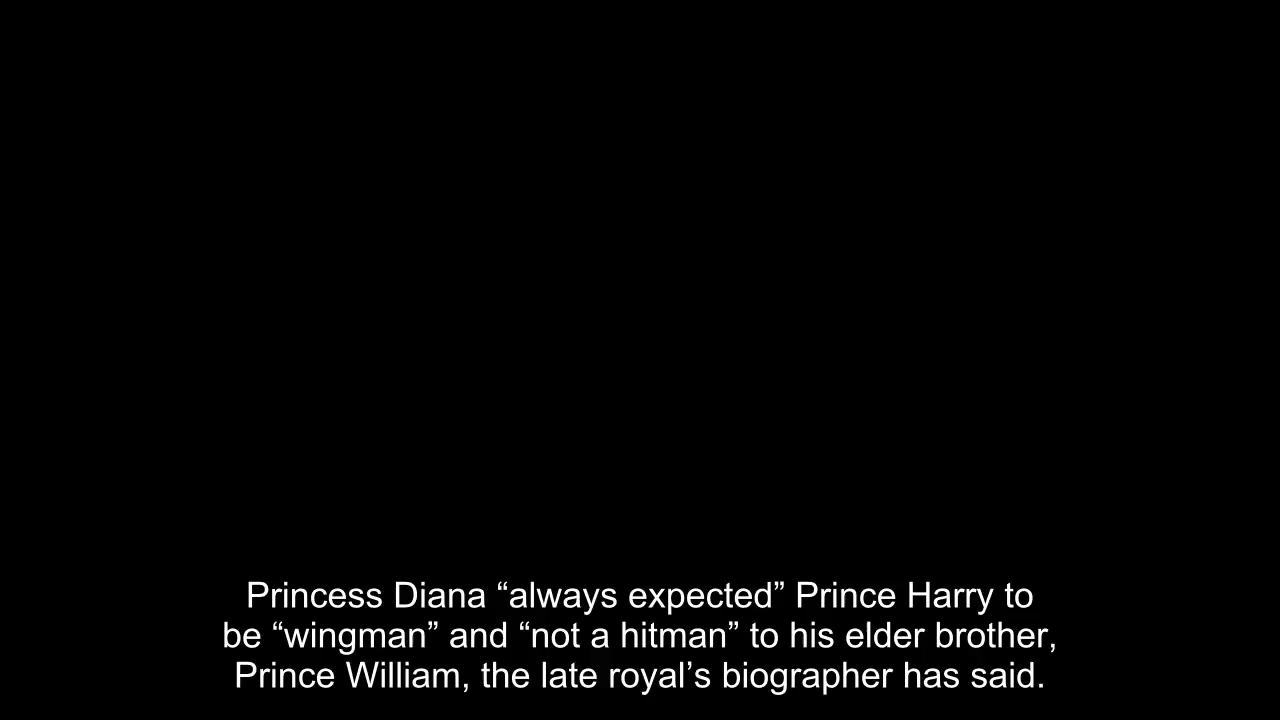 Princess Diana “always expected” Prince Harry to
be “wingman” and “not a hitman” to his elder brother,
Prince William, the late royal’s biographer has said.